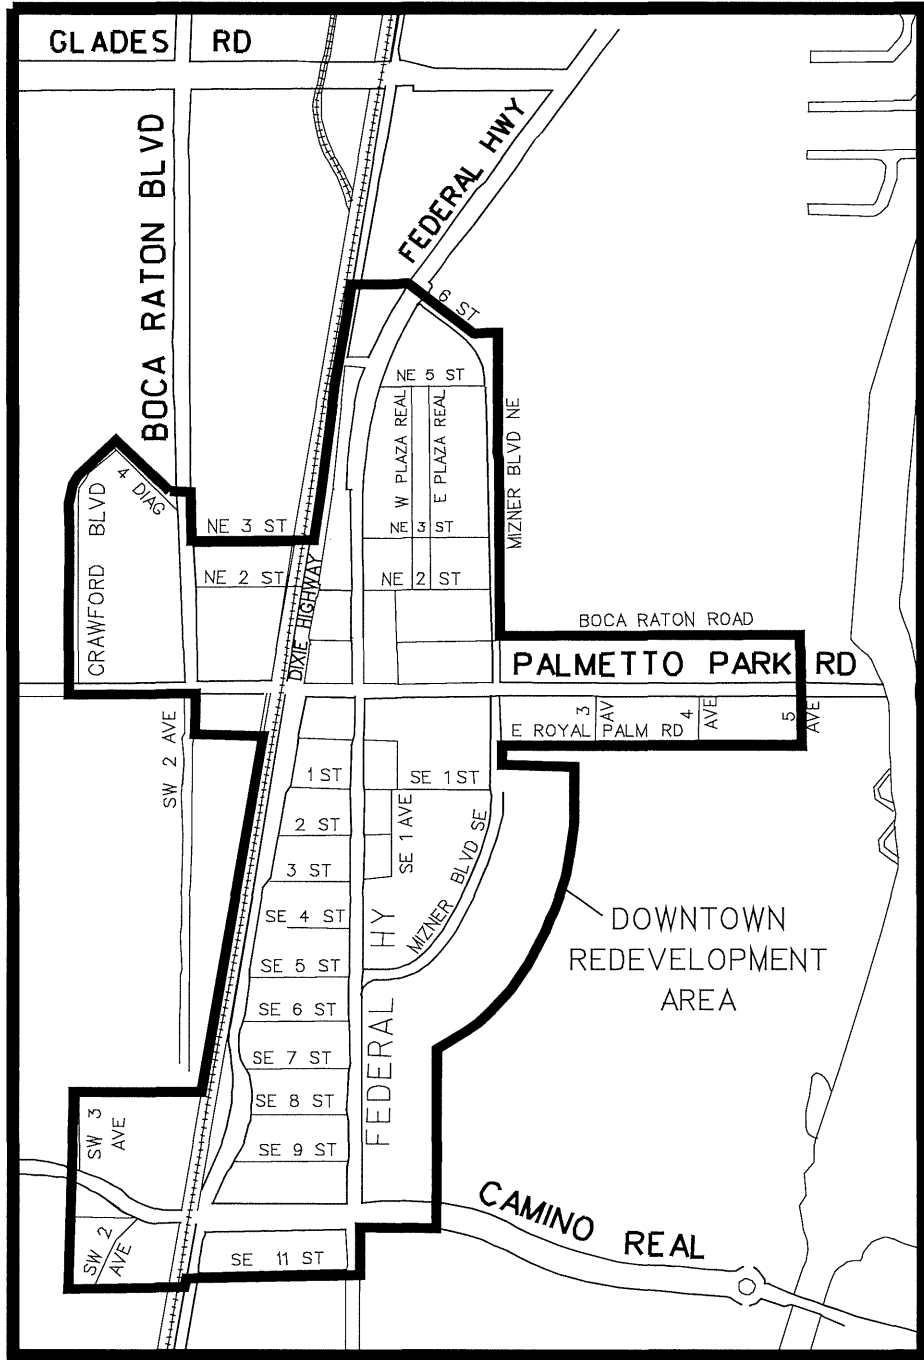 GLADES RD
BOCA RATON BLVD
FEDERAL HWY
6 ST
NE 5 ST
W PLAZA REAL
E PLAZA REAL
MIZNER BLVD NE
4 DIAG
CRAWFORD BLVD
NE 3 ST
NE 3 ST
NE 2 ST
NE 2 ST
DIXIE HIGHWAY
BOCA RATON ROAD
PALMETTO PARK RD
3 AV
4 AVE
5 AVE
E ROYAL PALM RD
SW 2 AVE
1 ST
SE 1 ST
2 ST
SE 1 AVE
3 ST
MIZNER BLVD SE
SE 4 ST
DOWNTOWN
REDEVELOPMENT
AREA
SE 5 ST
FEDERAL HY
SE 6 ST
SE 7 ST
SE 8 ST
SW 3
AVE
SE 9 ST
CAMINO REAL
SW 2
AVE
SE 11 ST